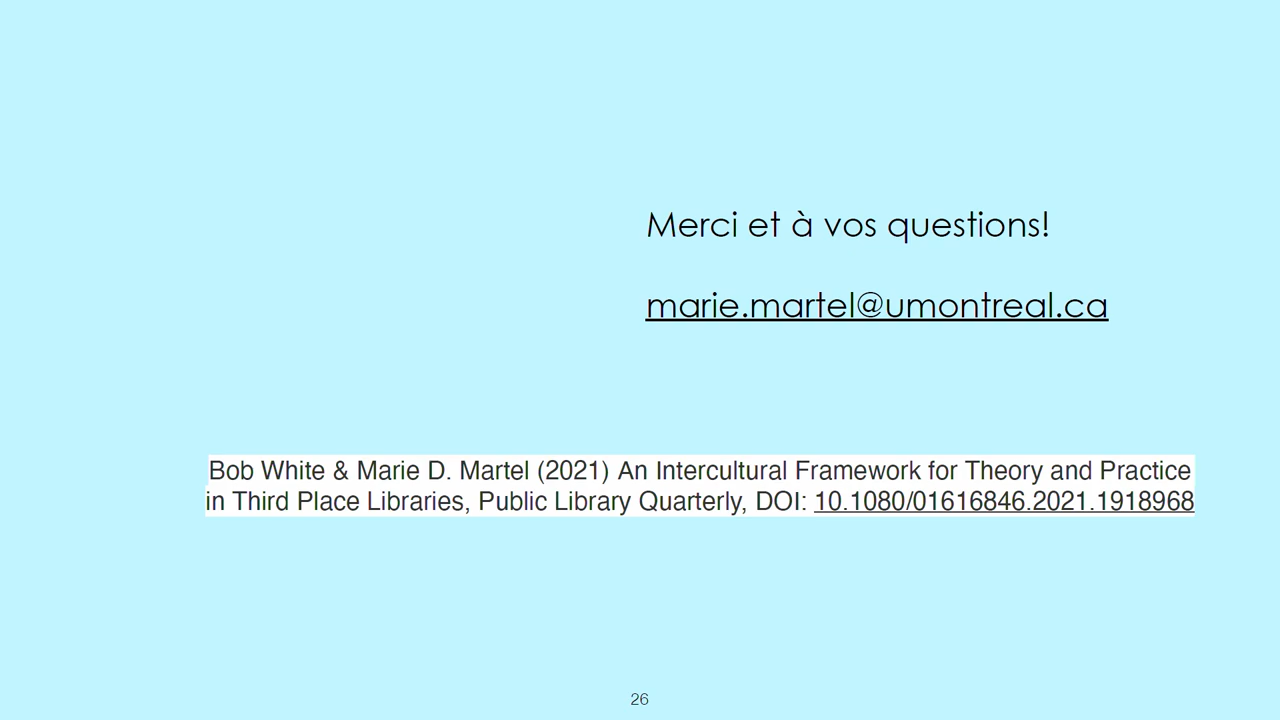 Merci et à vos questions!
marie.martel@umontreal.ca
Bob White & Marie D. Martel (2021) An Intercultural Framework for Theory and Practice
in Third Place Libraries, Public Library Quarterly, DOI: 10.1080/01616846.2021.1918968
26